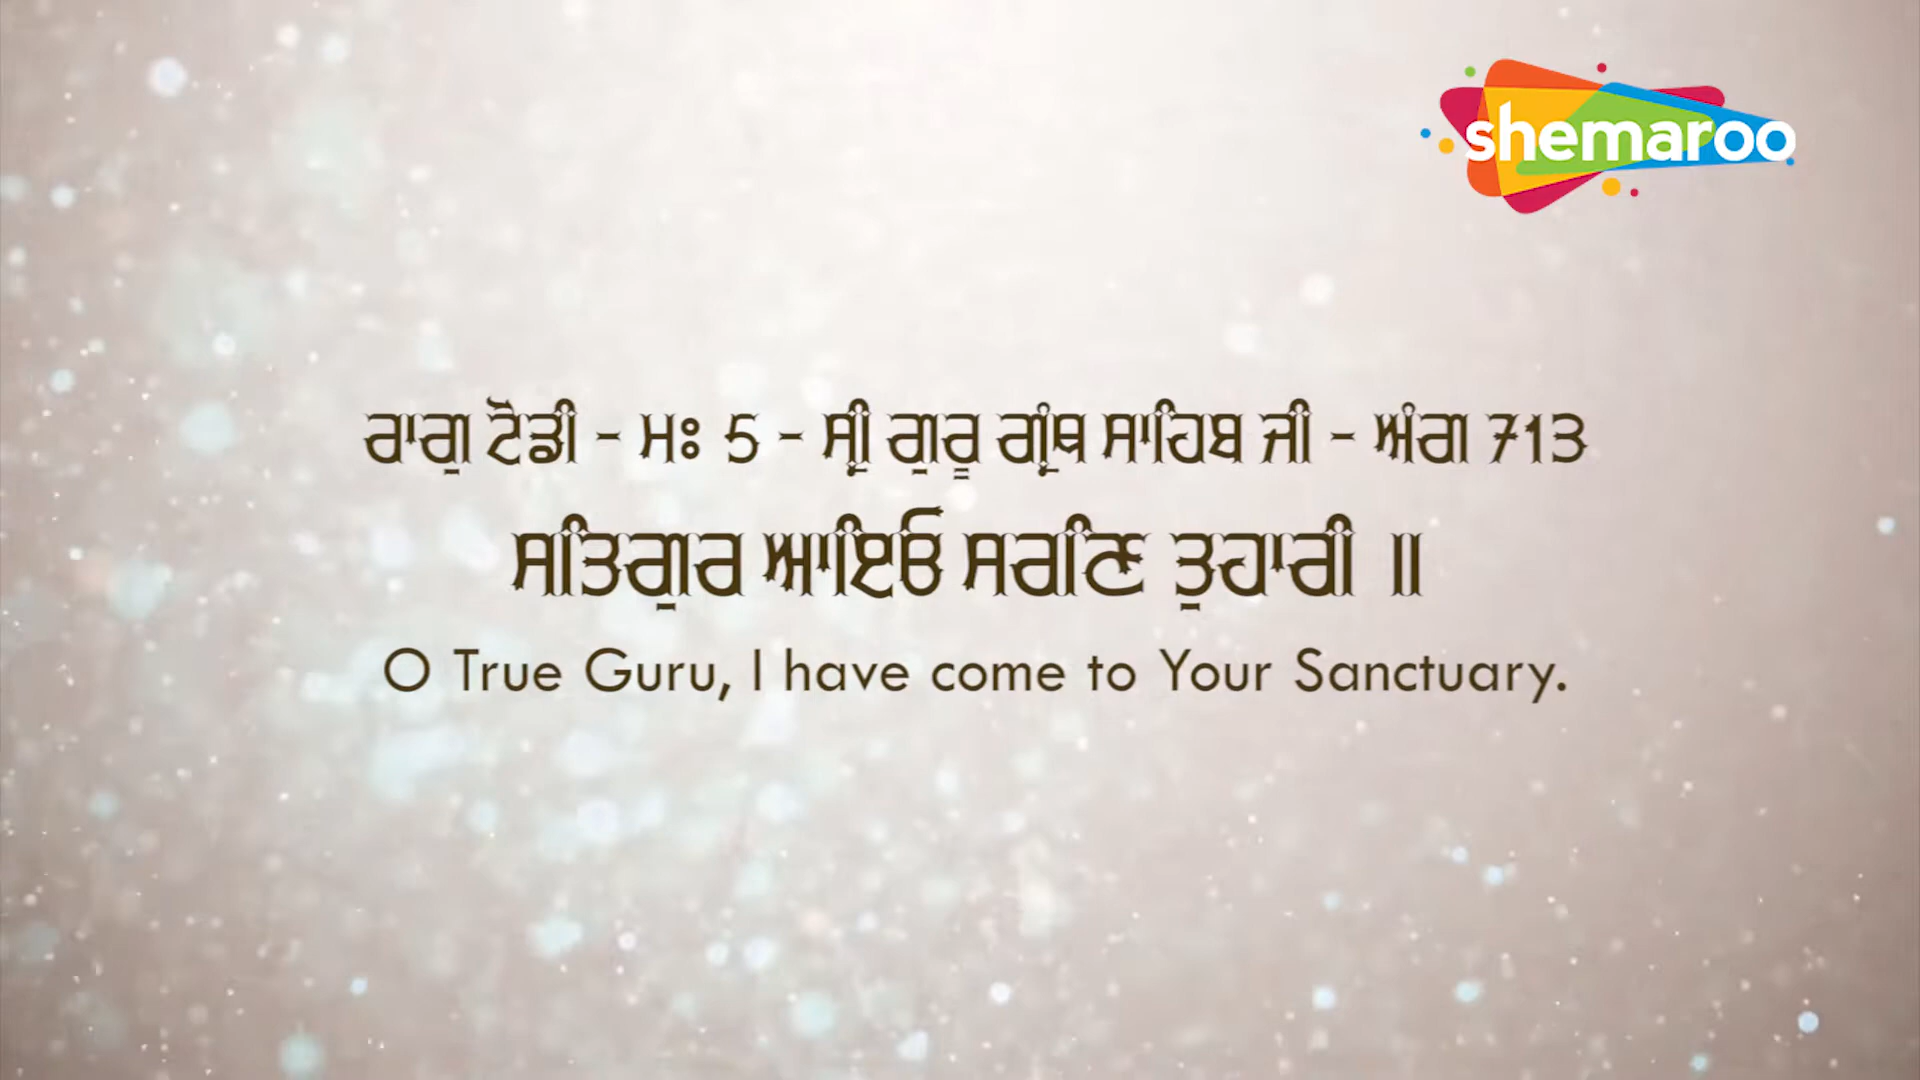 shemaroo
ਰਾਗੁ ਟੋਡੀ - ਮਃ 5 - ਸ੍ਰੀ ਗੁਰੂ ਗ੍ਰੰਥ ਸਾਹਿਬ ਜੀ - ਅੰਗ 713
ਸਤਿਗੁਰ ਆਇਓ ਸਰਣਿ ਤੁਹਾਰੀ ॥
O True Guru, I have come to Your Sanctuary.